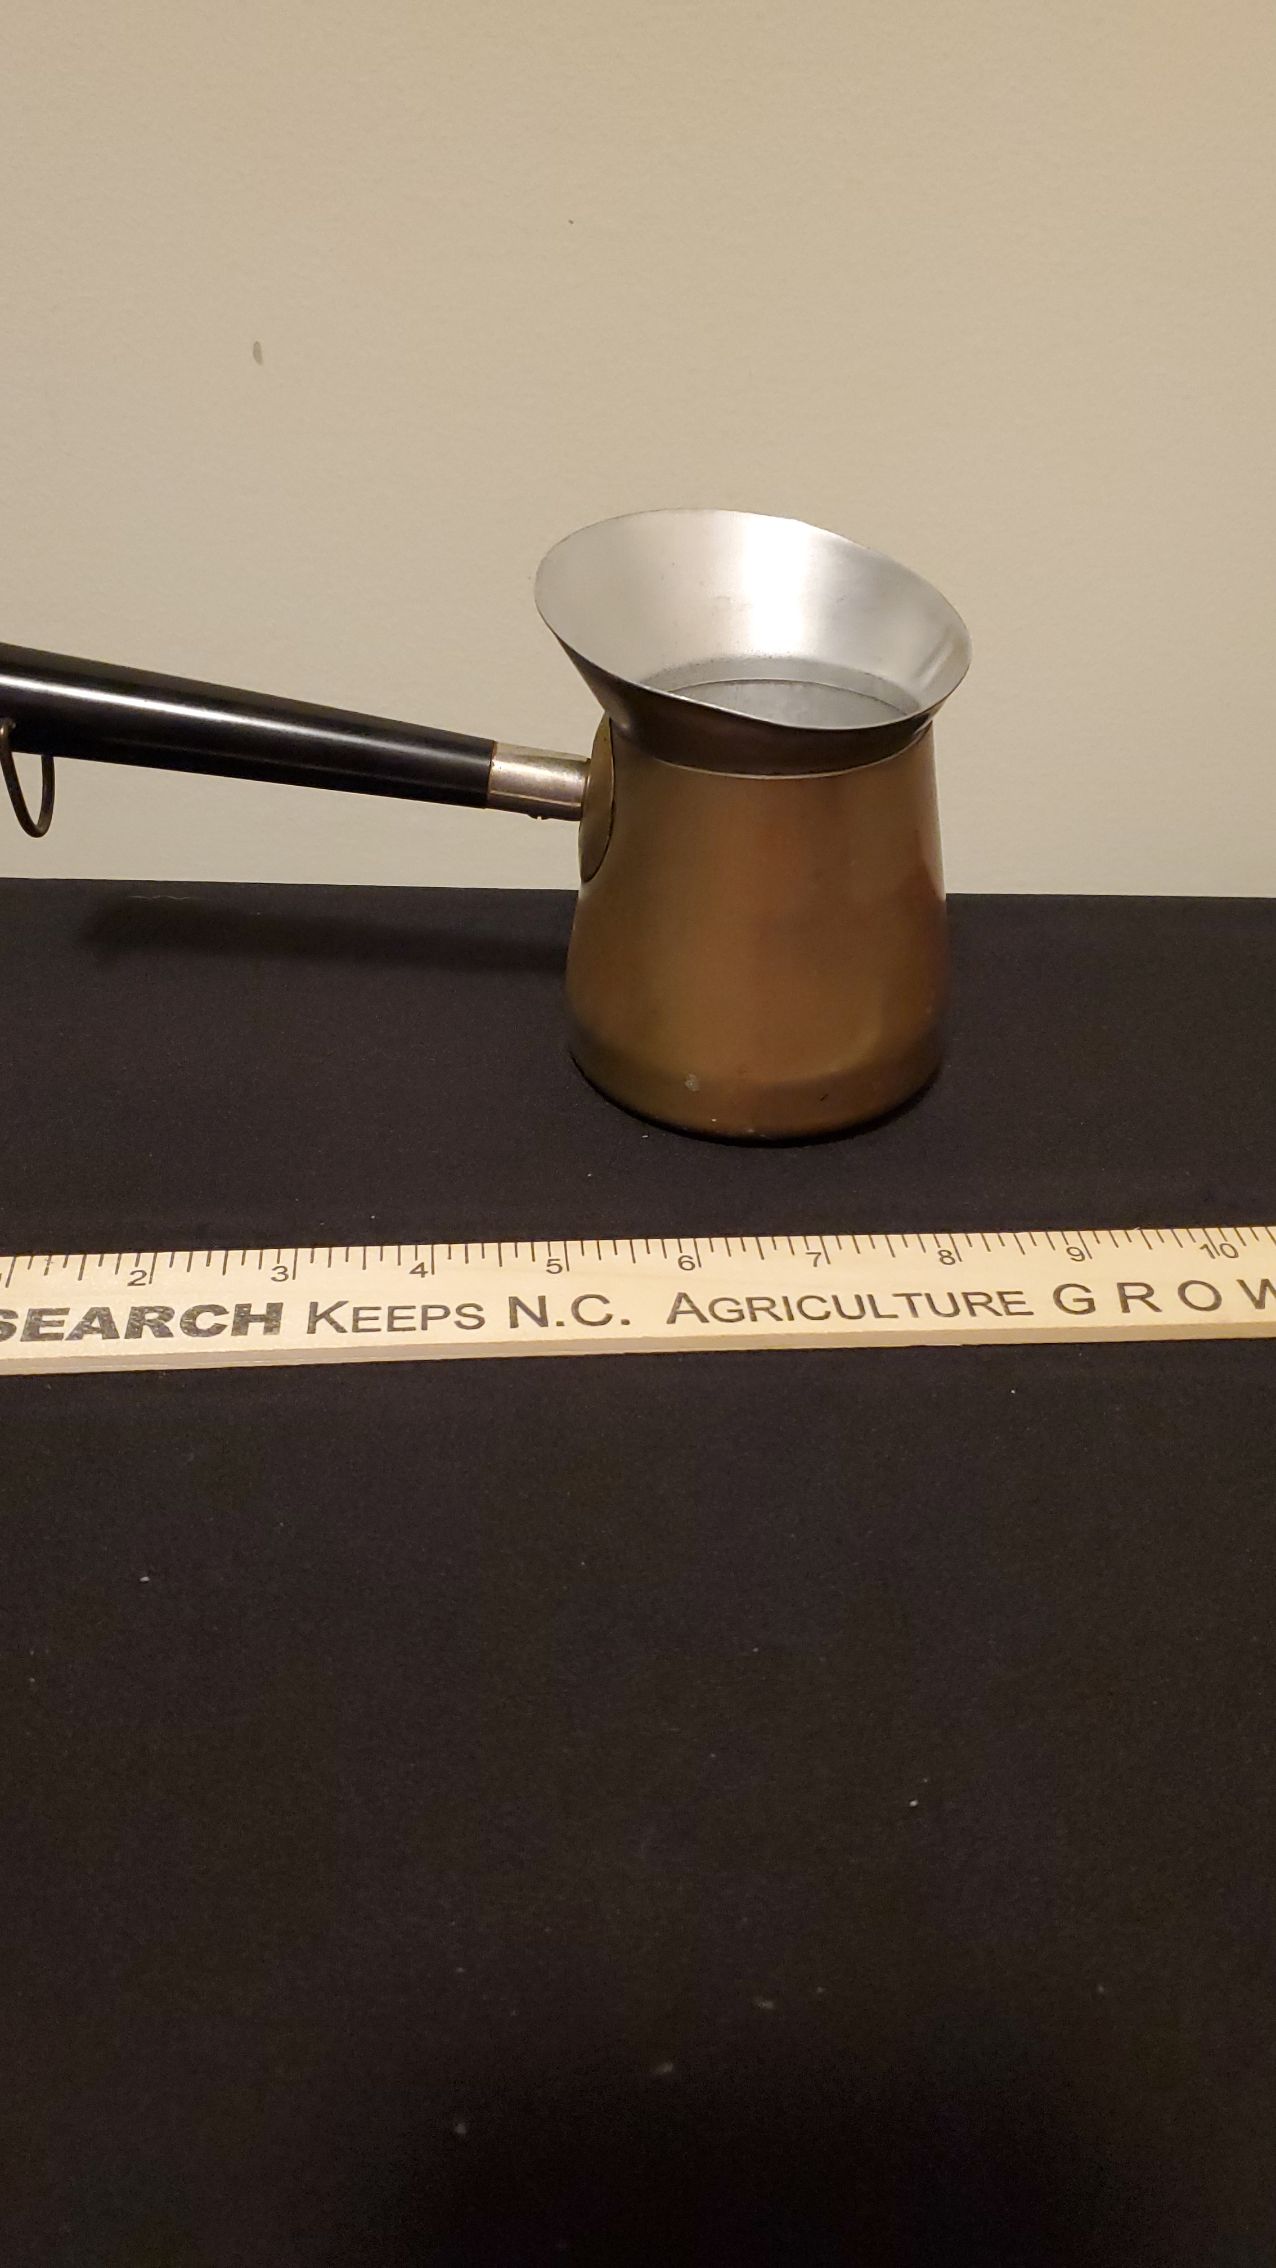 2 3 4 5 6 7 8 9 10
SEARCH KEEPS N.C. AGRICULTURE GROW